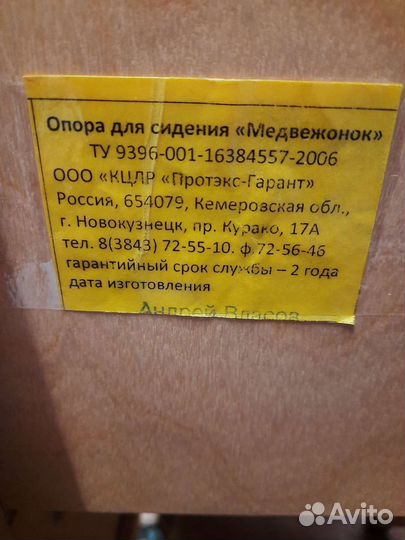 Опора для сидения «Медвежонок»
ТУ 9396-001-16384557-2006
ООО «КЦЛР «Протэкс-Гарант»
Россия, 654079, Кемеровская обл.,
г. Новокузнецк, пр. Курако, 17А
тел. 8(3843) 72-55-10. ф.72-56-46
гарантийный срок службы – 2 года
дата изготовления
Андрей Власов
Avito